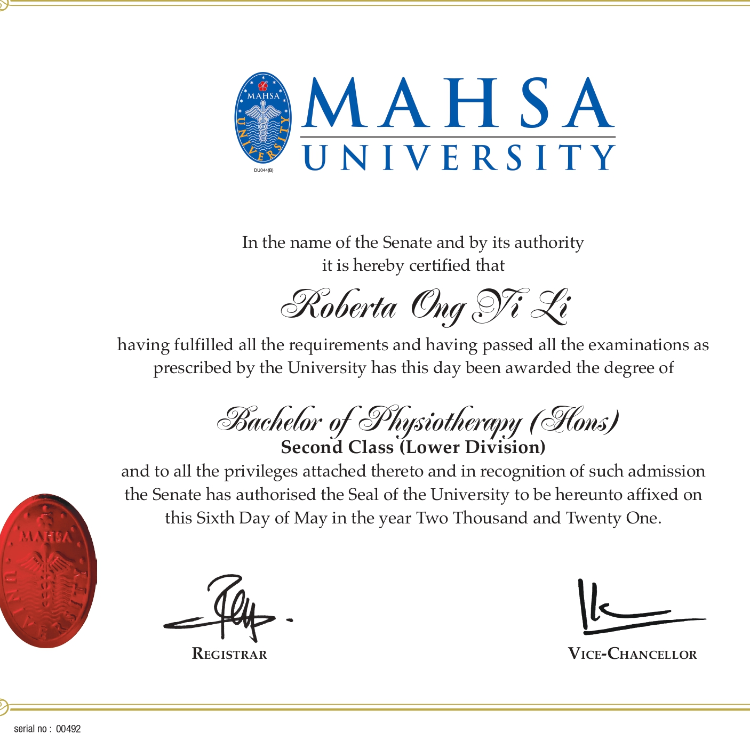 MAHSA
UNIVERSITY
MAHSA
UNIVERSITY
DU044(B)
In the name of the Senate and by its authority
it is hereby certified that
Roberta Ong Yi Li
having fulfilled all the requirements and having passed all the examinations as
prescribed by the University has this day been awarded the degree of
Bachelor of Physiotherapy (Hons)
Second Class (Lower Division)
and to all the privileges attached thereto and in recognition of such admission
the Senate has authorised the Seal of the University to be hereunto affixed on
this Sixth Day of May in the year Two Thousand and Twenty One.
MAHSA
REGISTRAR
VICE-CHANCELLOR
serial no : 00492